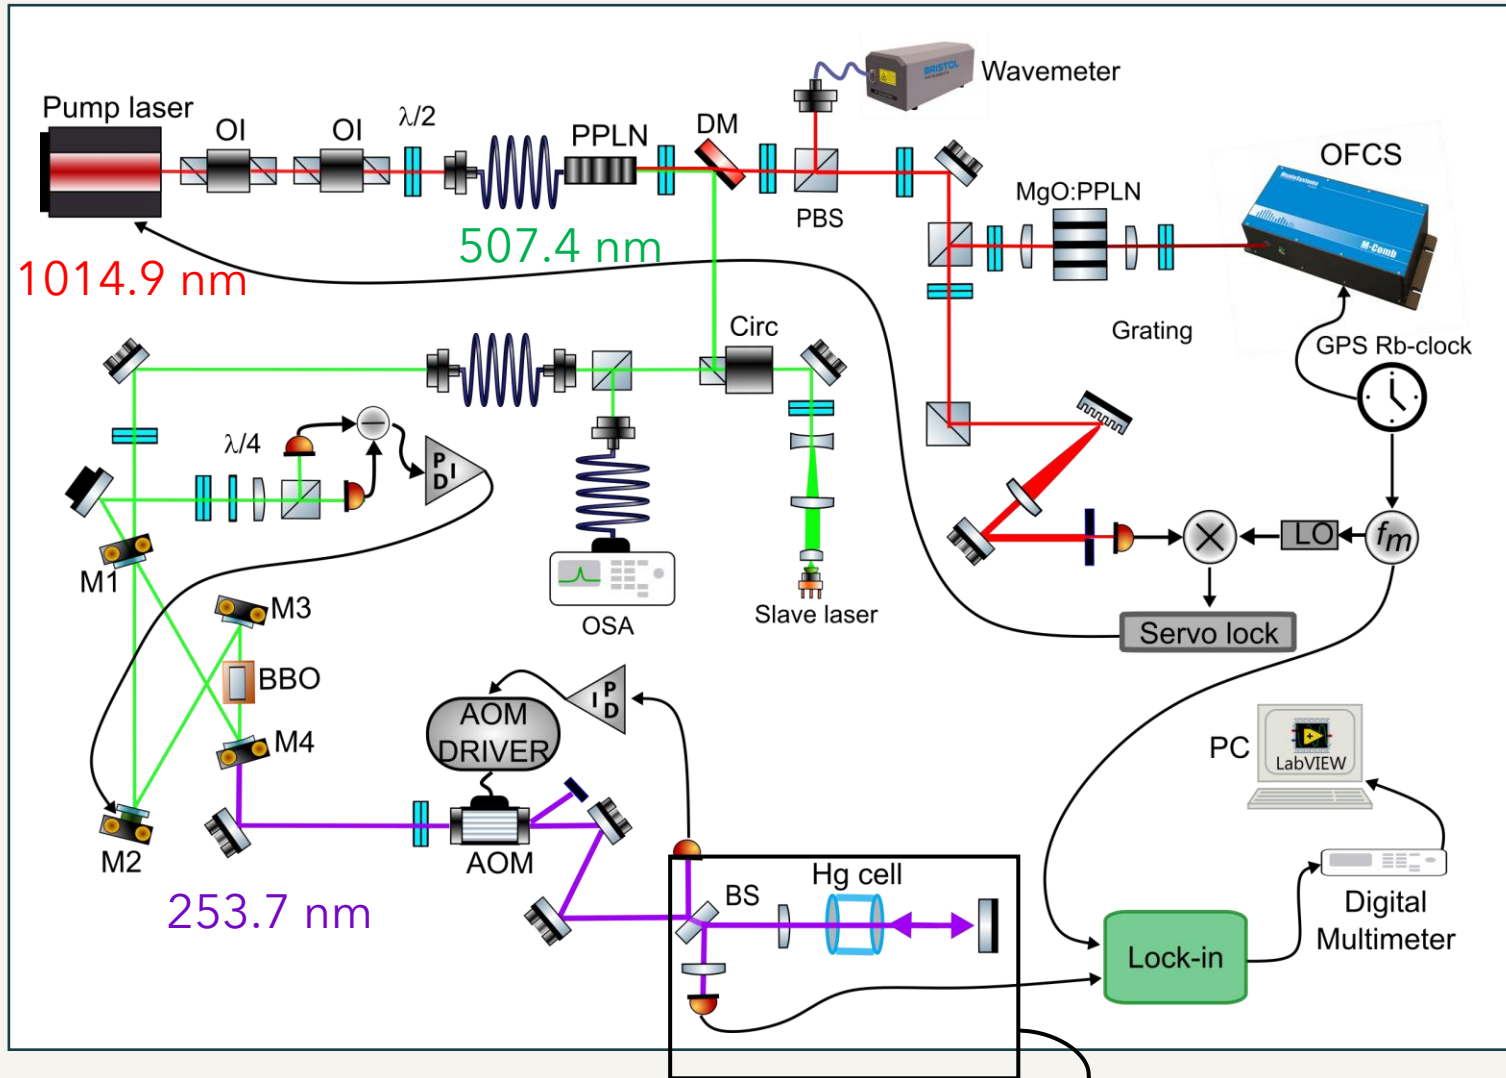 Wavemeter
BRISTOL
Pump laser
OI
OI
λ/2
PPLN
DM
OFCS
MenloSystems
M-Comb
MgO:PPLN
PBS
507.4 nm
1014.9 nm
Circ
Grating
GPS Rb-clock
λ/4
P
I
D
M1
LO
fm
Slave laser
OSA
Servo lock
M3
BBO
AOM
DRIVER
P
I
D
M4
PC
LabVIEW
M2
AOM
253.7 nm
BS
Hg cell
Digital
Multimeter
Lock-in